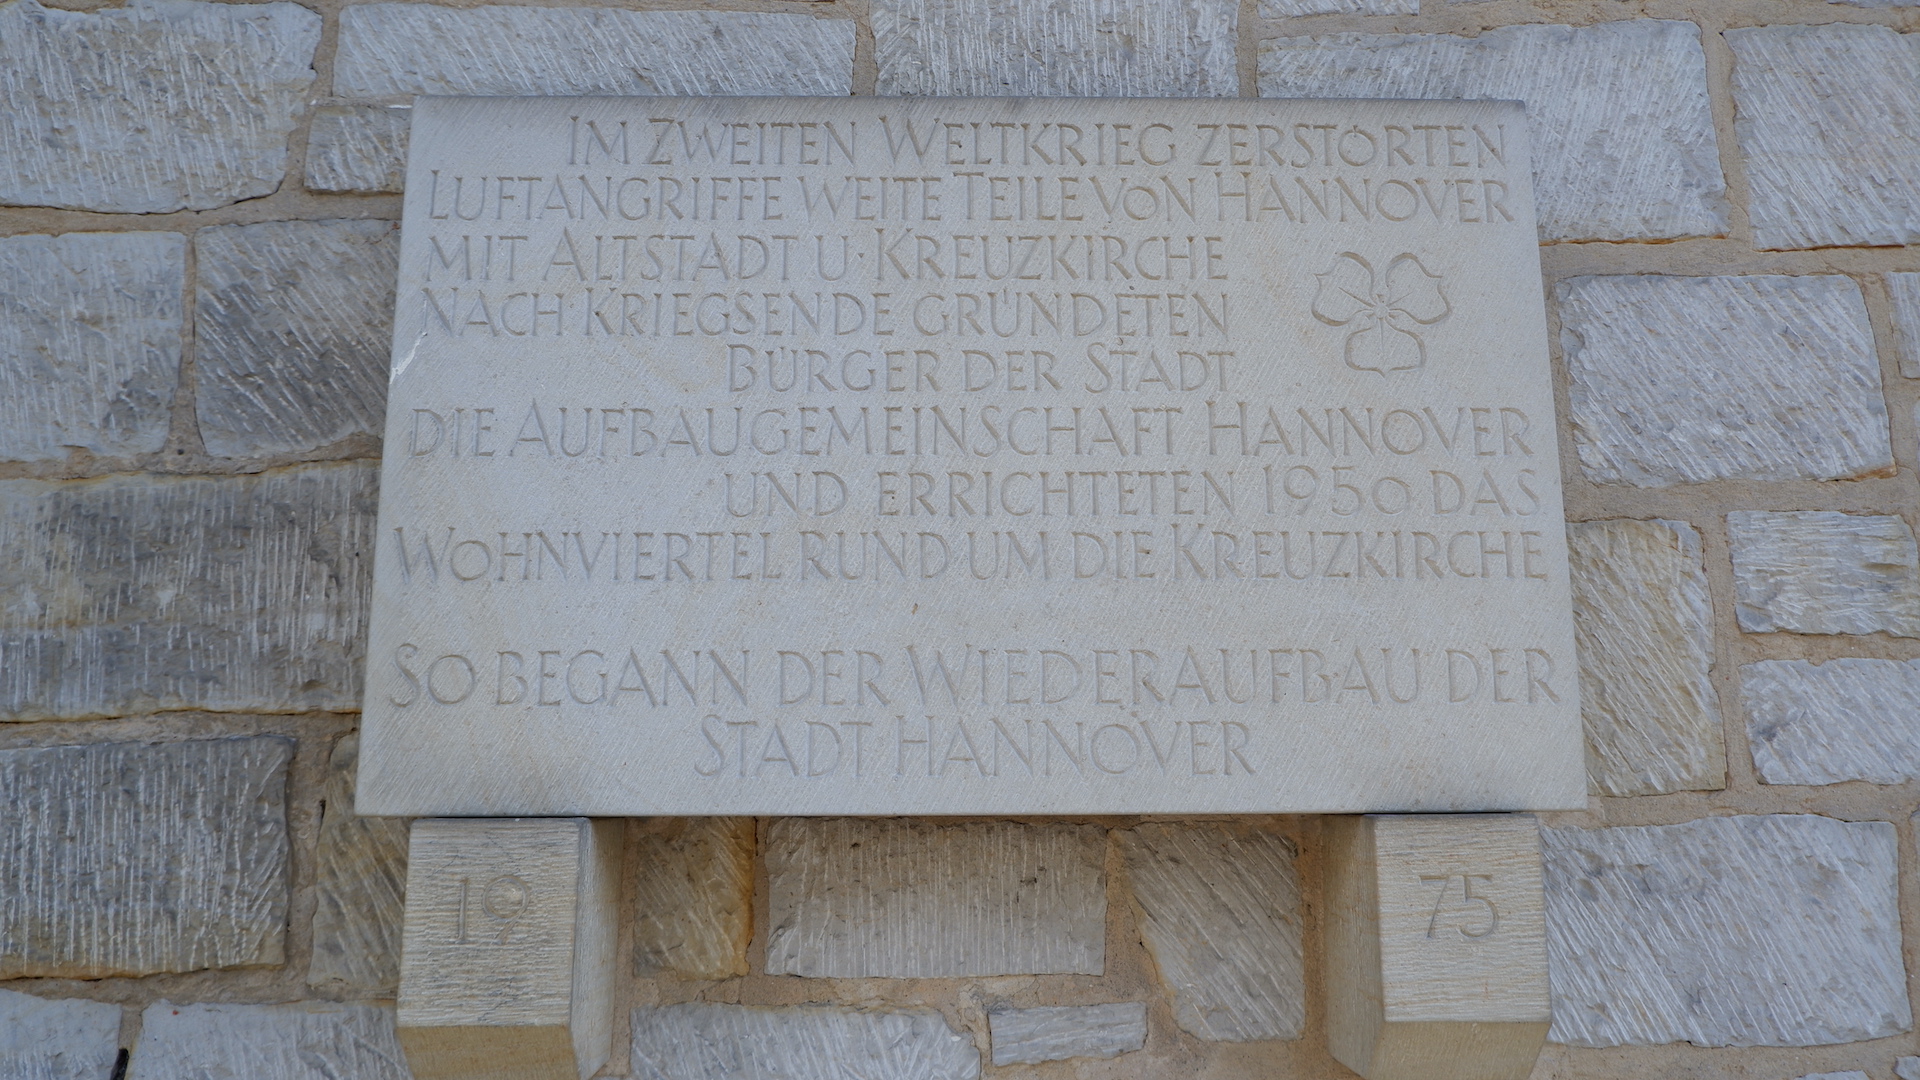 IM ZWEITEN WELTKRIEG ZERSTÖRTEN
LUFTANGRIFFE WEITE TEILE VON HANNOVER
MIT ALTSTADT U· KREUZKIRCHE
NACH KRIEGSENDE GRÜNDETEN
BÜRGER DER STADT
DIE AUFBAUGEMEINSCHAFT HANNOVER
UND ERRICHTETEN 1950 DAS
WOHNVIERTEL RUND UM DIE KREUZKIRCHE
SO BEGANN DER WIEDERAUFBAU DER
STADT HANNOVER
19 75